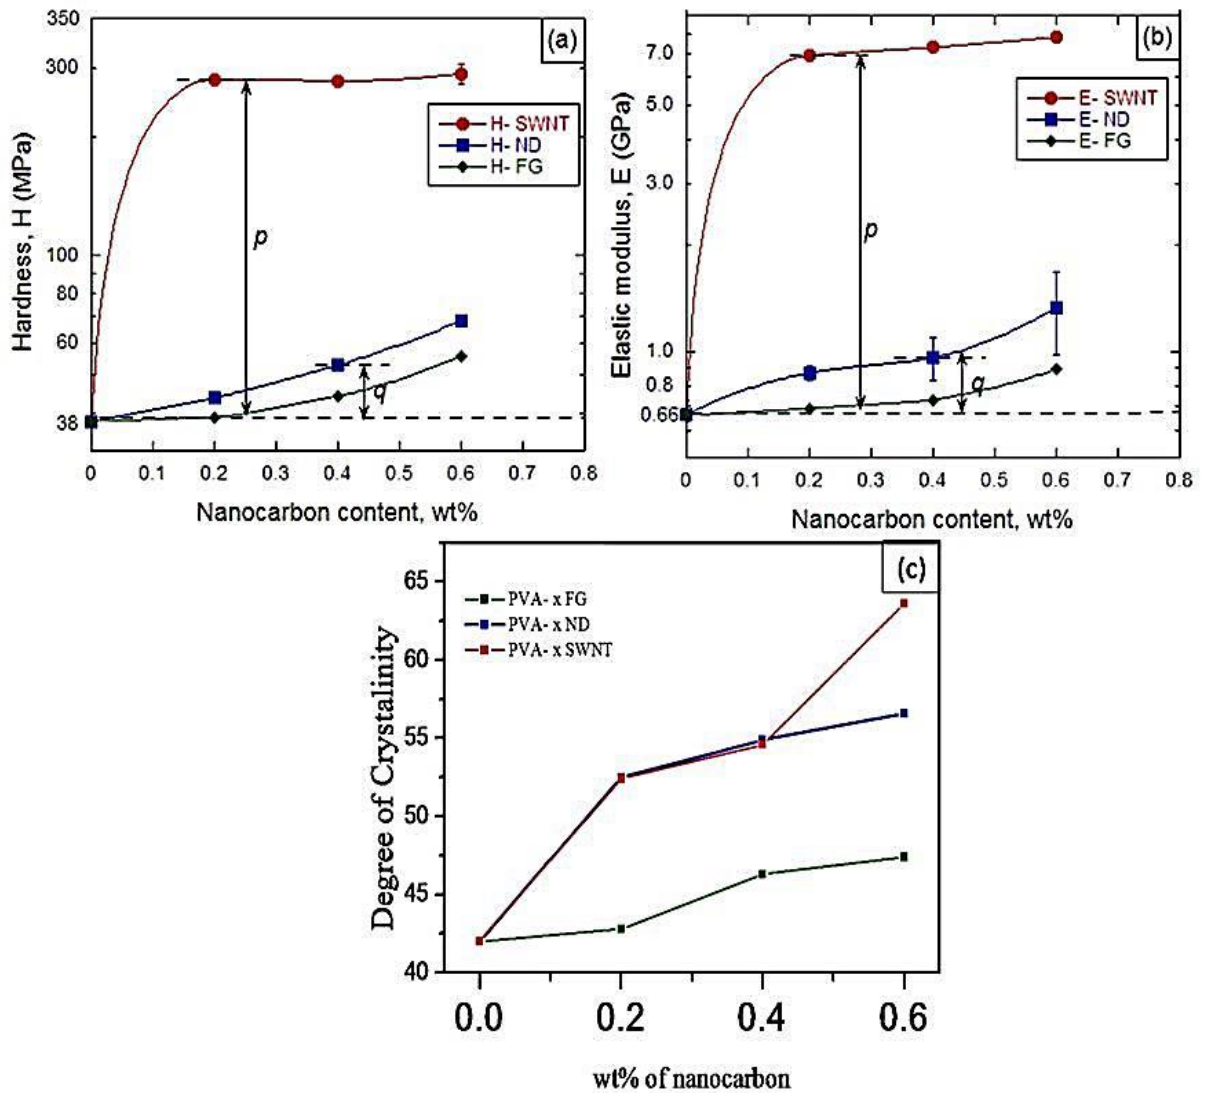 (a)
350
300
100
80
60
38
Hardness, H (MPa)
H- SWNT
H- ND
H- FG
p
q
0 0.1 0.2 0.3 0.4 0.5 0.6 0.7 0.8
Nanocarbon content, wt%
(b)
7.0
5.0
3.0
1.0
0.8
0.66
Elastic modulus, E (GPa)
E- SWNT
E- ND
E- FG
p
q
0 0.1 0.2 0.3 0.4 0.5 0.6 0.7 0.8
Nanocarbon content, wt%
(c)
65
60
55
50
45
40
Degree of Crystalinity
PVA- x FG
PVA- x ND
PVA- x SWNT
0.0 0.2 0.4 0.6
wt% of nanocarbon